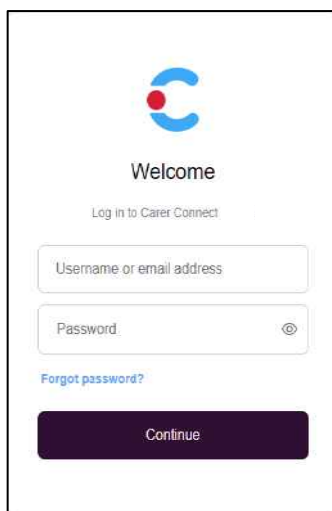 Welcome
Log in to Carer Connect
Username or email address
Password
Forgot password?
Continue